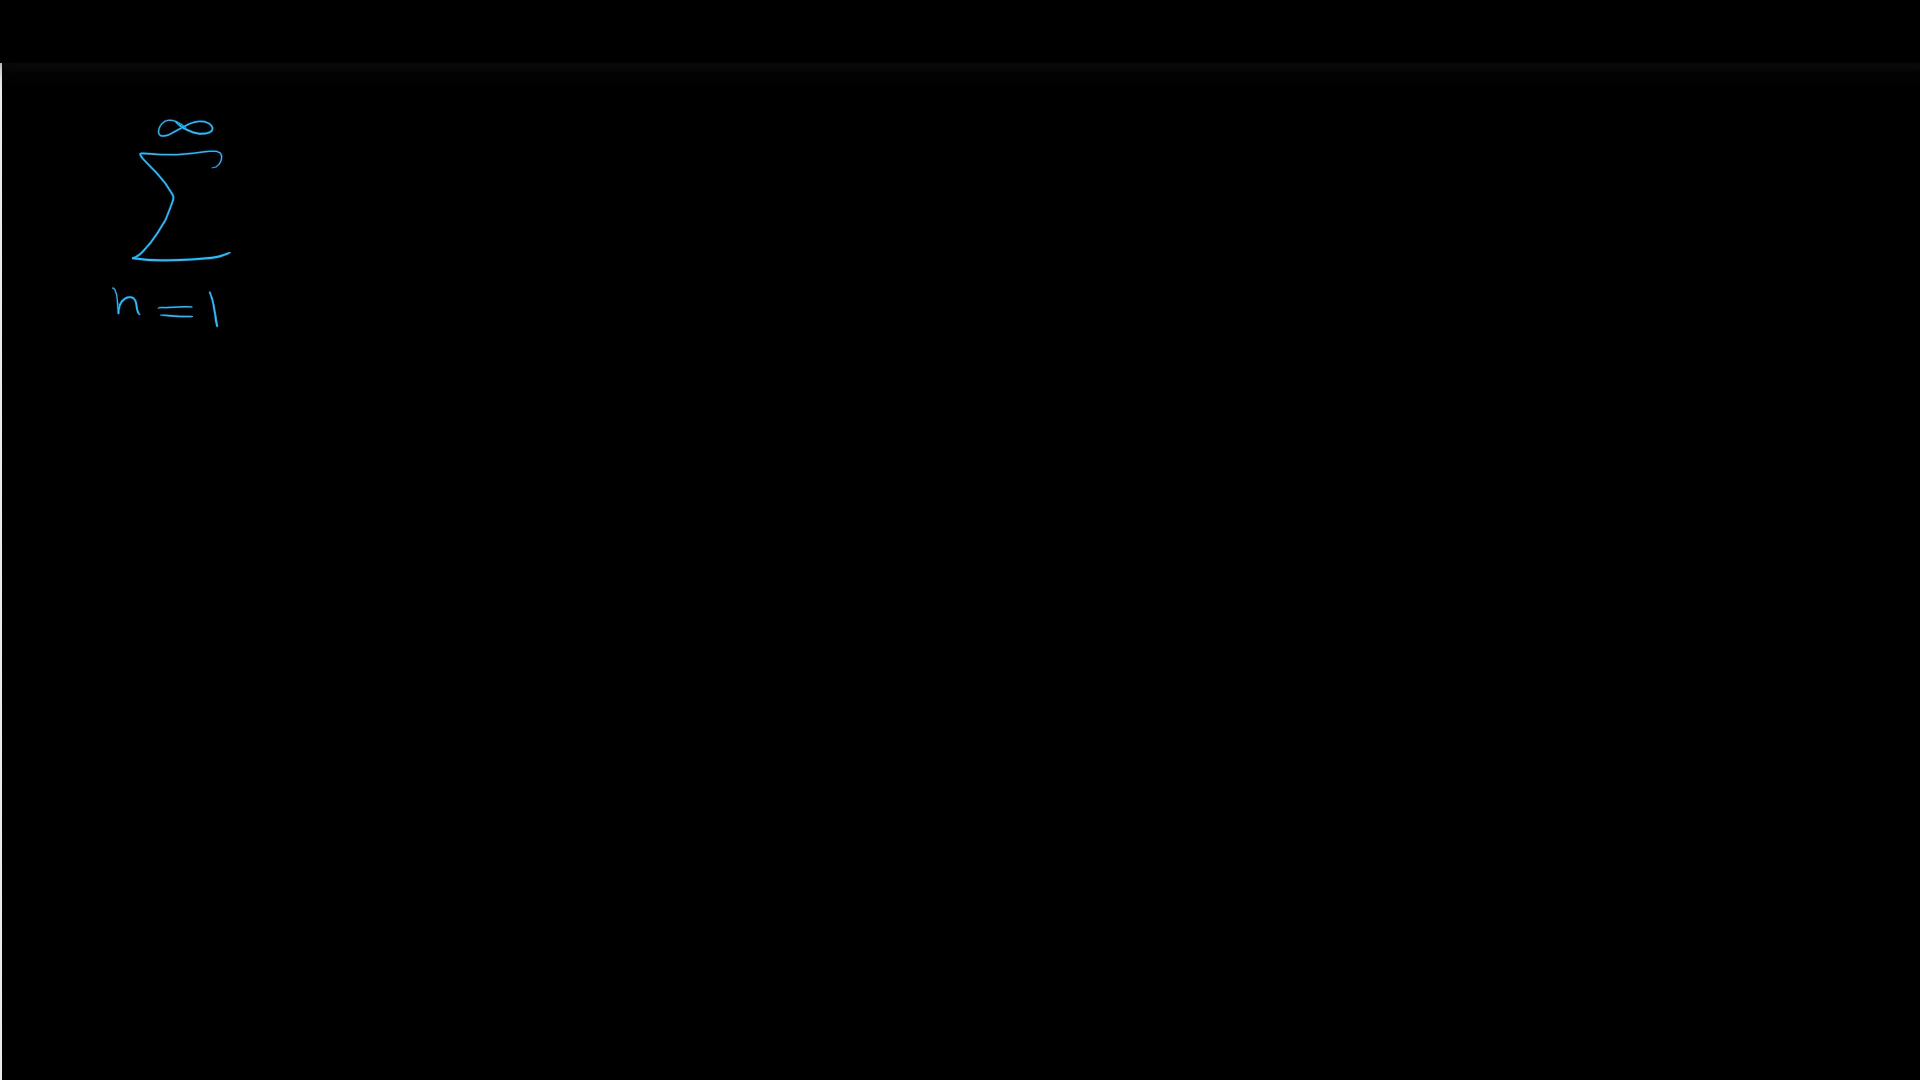 ∞
∑
n = 1